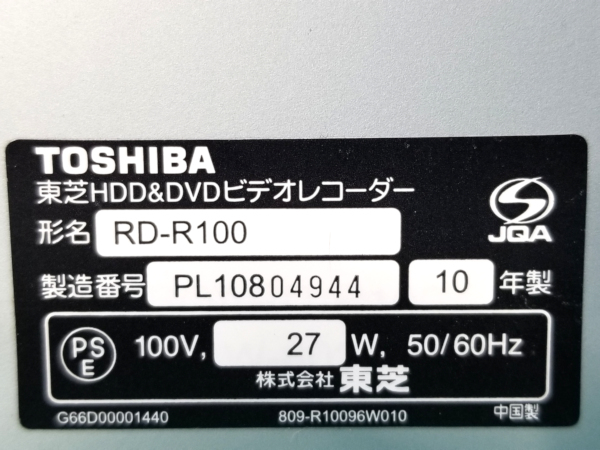 TOSHIBA
東芝HDD&DVDビデオレコーダー
形名 RD-R100
JQA
製造番号 PL10804944 10 年製
PSE 100V, 27 W, 50/60Hz
株式会社 東芝
G66D00001440 809-R10096W010 中国製